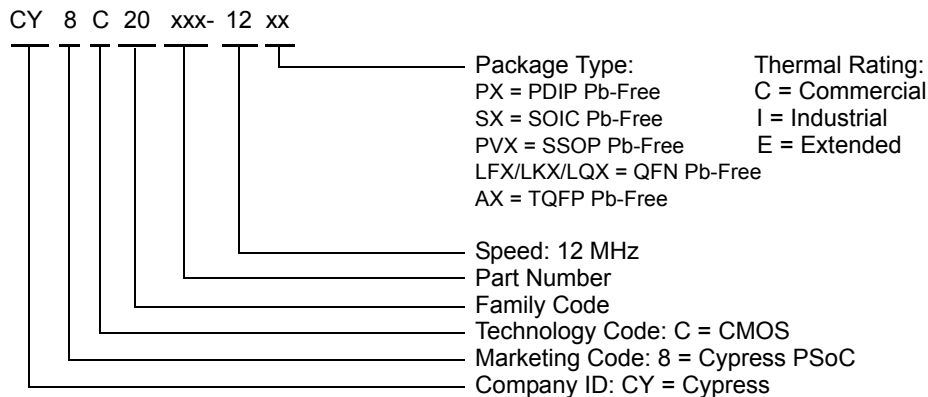 CY 8 C 20 xxx- 12 xx
Package Type: Thermal Rating:
PX = PDIP Pb-Free C = Commercial
SX = SOIC Pb-Free I = Industrial
PVX = SSOP Pb-Free E = Extended
LFX/LKX/LQX = QFN Pb-Free
AX = TQFP Pb-Free
Speed: 12 MHz
Part Number
Family Code
Technology Code: C = CMOS
Marketing Code: 8 = Cypress PSoC
Company ID: CY = Cypress